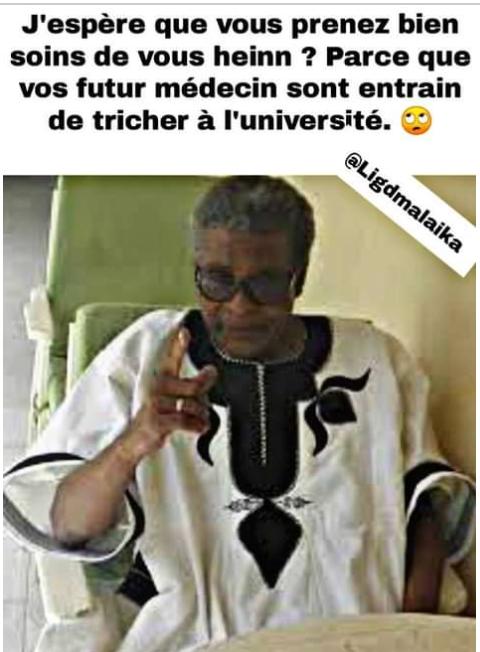 J'espère que vous prenez bien
soins de vous heinn ? Parce que
vos futur médecin sont entrain
de tricher à l'université. 🙄
@Ligdmalaika